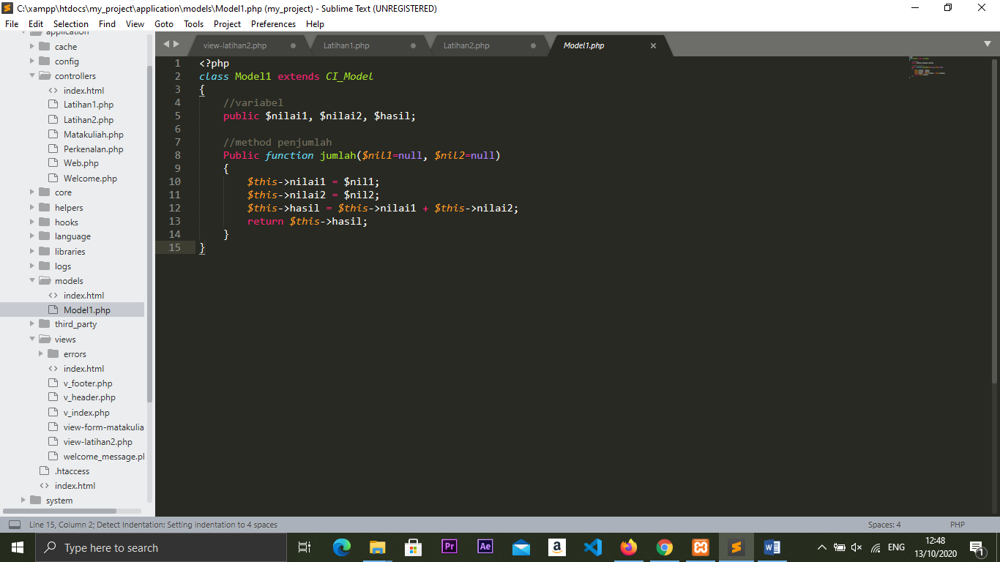 C:\xampp\htdocs\my_project\application\models\Model1.php (my_project) - Sublime Text (UNREGISTERED)
File Edit Selection Find View Goto Tools Project Preferences Help
application
cache
config
controllers
index.html
Latihan1.php
Latihan2.php
Matakuliah.php
Perkenalan.php
Web.php
Welcome.php
core
helpers
hooks
language
libraries
logs
models
index.html
Model1.php
third_party
views
errors
index.html
v_footer.php
v_header.php
v_index.php
view-form-matakulia
view-latihan2.php
welcome_message.pl
.htaccess
index.html
system
view-latihan2.php Latihan1.php Latihan2.php Model1.php
1 <?php
2 class Model1 extends CI_Model
3 {
4 //variabel
5 public $nilai1, $nilai2, $hasil;
6
7 //method penjumlah
8 Public function jumlah($nil1=null, $nil2=null)
9 {
10 $this->nilai1 = $nil1;
11 $this->nilai2 = $nil2;
12 $this->hasil = $this->nilai1 + $this->nilai2;
13 return $this->hasil;
14 }
15 }
Line 15, Column 2; Detect Indentation: Setting indentation to 4 spaces Spaces: 4 PHP
Type here to search Pr Ae a ENG 12:48
13/10/2020 1